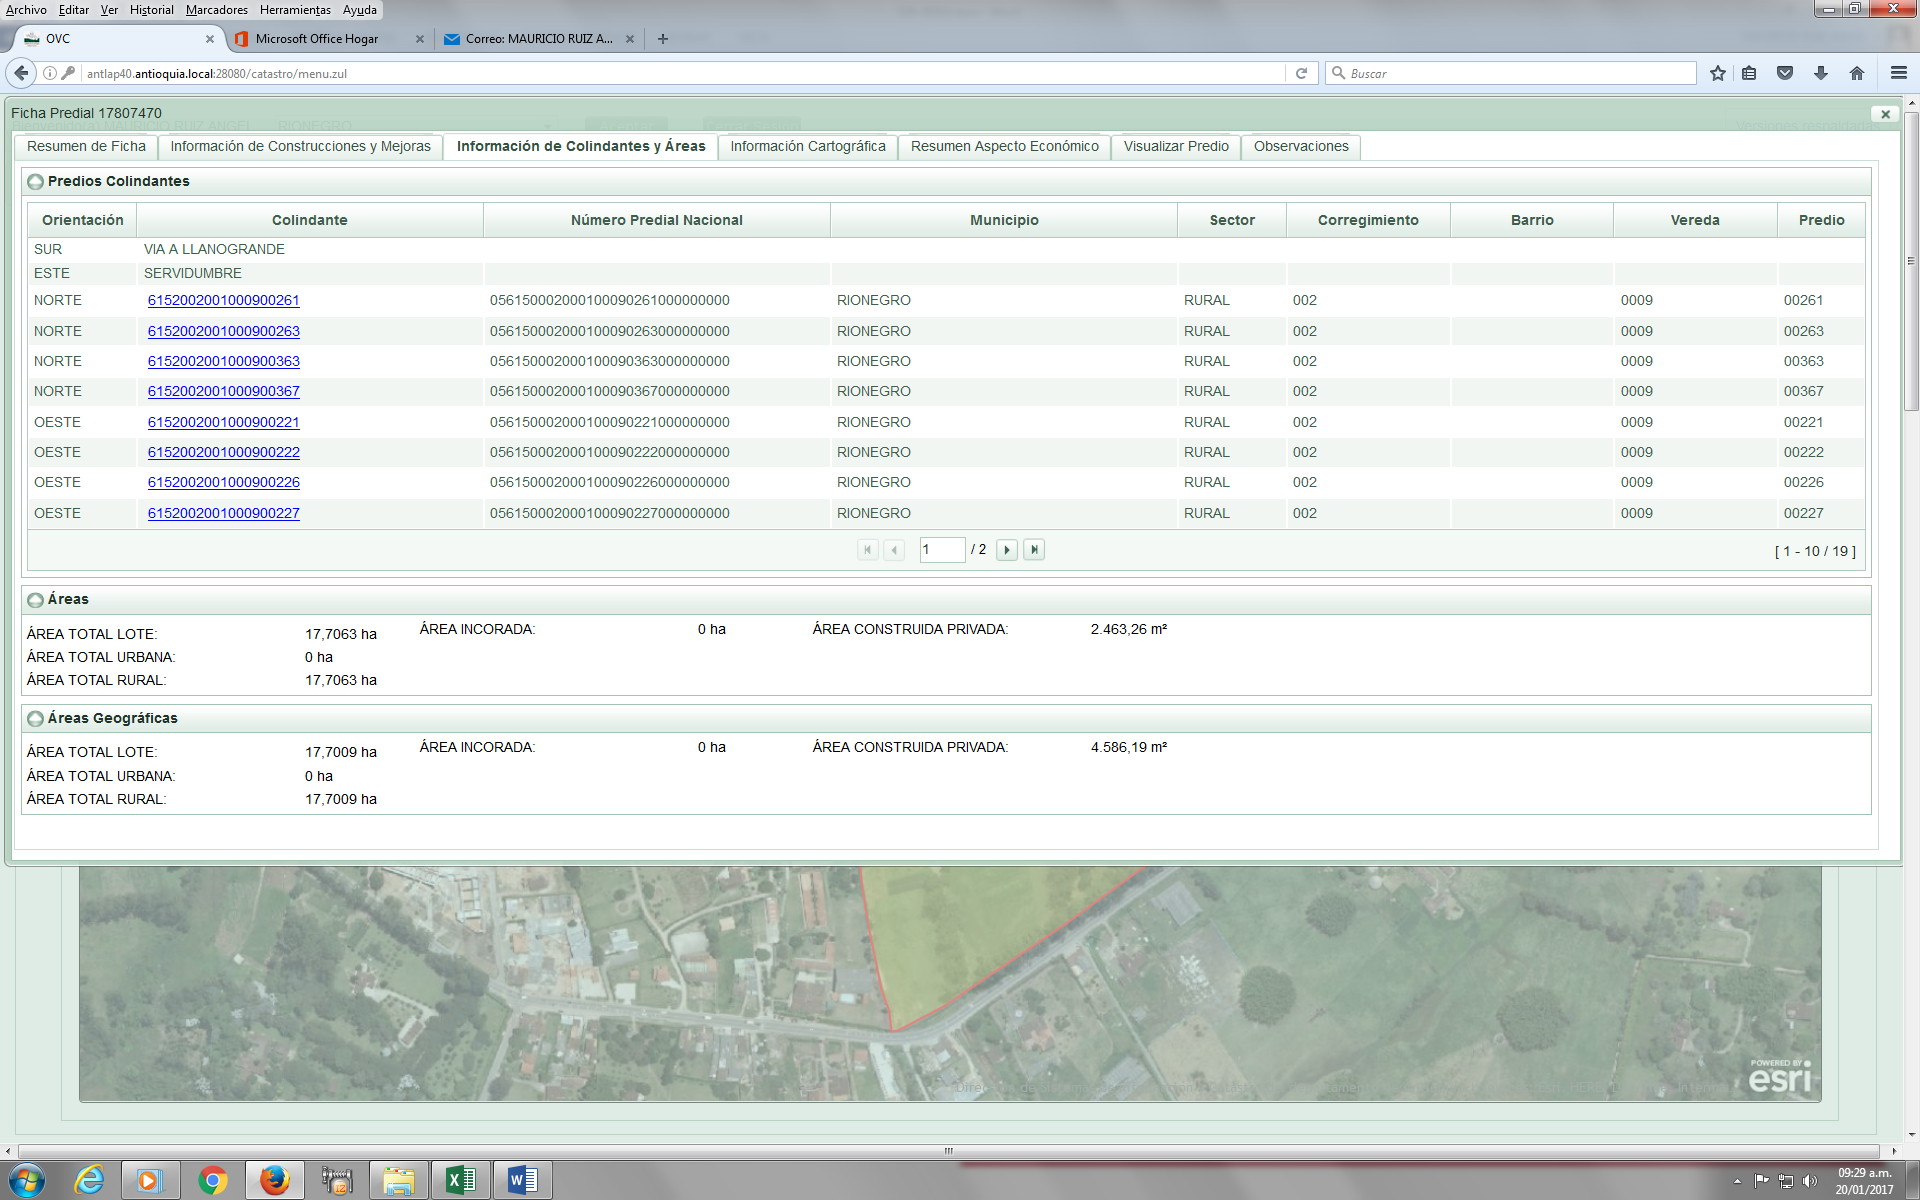 Archivo Editar Ver Historial Marcadores Herramientas Ayuda
OVC
Microsoft Office Hogar
Correo: MAURICIO RUIZ A...
antlap40.antioquia.local:28080/catastro/menu.zul
Buscar
Ficha Predial 17807470
Resumen de Ficha
Información de Construcciones y Mejoras
Información de Colindantes y Áreas
Información Cartográfica
Resumen Aspecto Económico
Visualizar Predio
Observaciones
Predios Colindantes
Orientación Colindante Número Predial Nacional Municipio Sector Corregimiento Barrio Vereda Predio
SUR VIA A LLANOGRANDE
ESTE SERVIDUMBRE
NORTE 6152002001000900261 056150002000100090261000000000 RIONEGRO RURAL 002 0009 00261
NORTE 6152002001000900263 056150002000100090263000000000 RIONEGRO RURAL 002 0009 00263
NORTE 6152002001000900363 056150002000100090363000000000 RIONEGRO RURAL 002 0009 00363
NORTE 6152002001000900367 056150002000100090367000000000 RIONEGRO RURAL 002 0009 00367
OESTE 6152002001000900221 056150002000100090221000000000 RIONEGRO RURAL 002 0009 00221
OESTE 6152002001000900222 056150002000100090222000000000 RIONEGRO RURAL 002 0009 00222
OESTE 6152002001000900226 056150002000100090226000000000 RIONEGRO RURAL 002 0009 00226
OESTE 6152002001000900227 056150002000100090227000000000 RIONEGRO RURAL 002 0009 00227
1 / 2 [ 1 - 10 / 19 ]
Áreas
ÁREA TOTAL LOTE: 17,7063 ha ÁREA INCORADA: 0 ha ÁREA CONSTRUIDA PRIVADA: 2.463,26 m²
ÁREA TOTAL URBANA: 0 ha
ÁREA TOTAL RURAL: 17,7063 ha
Áreas Geográficas
ÁREA TOTAL LOTE: 17,7009 ha ÁREA INCORADA: 0 ha ÁREA CONSTRUIDA PRIVADA: 4.586,19 m²
ÁREA TOTAL URBANA: 0 ha
ÁREA TOTAL RURAL: 17,7009 ha
POWERED BY
esri
09:29 a.m.
20/01/2017